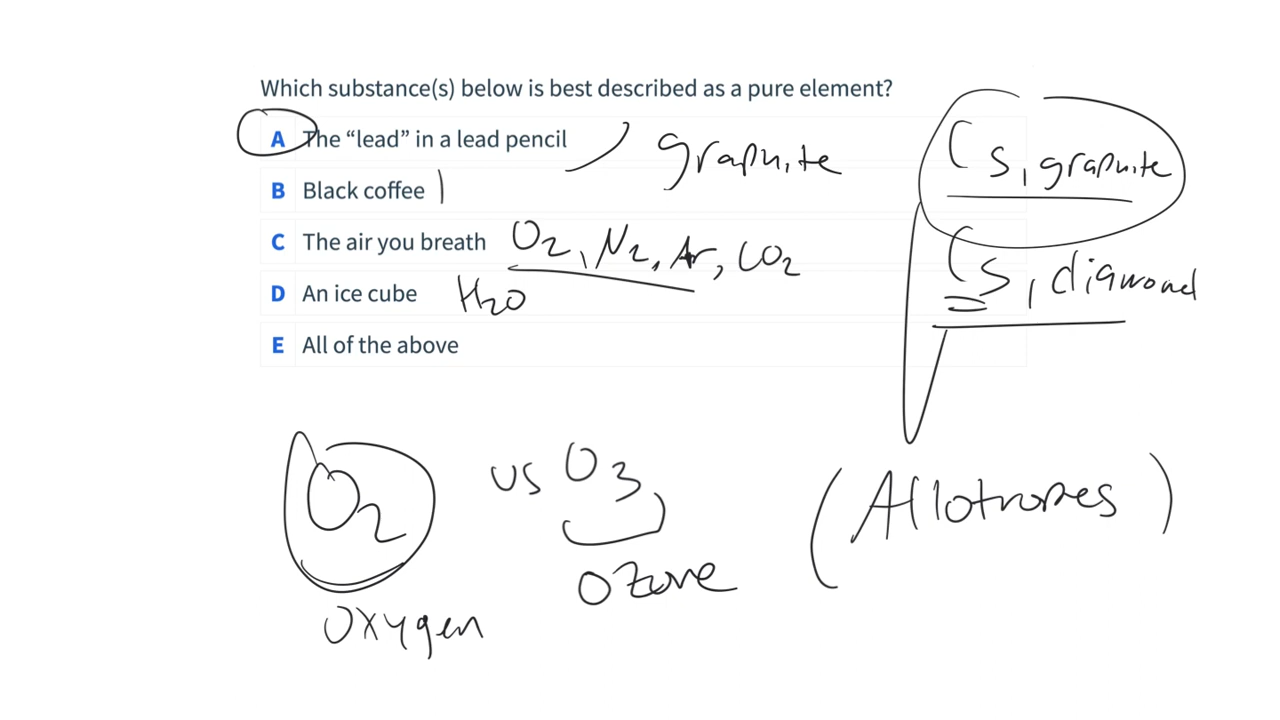 Which substance(s) below is best described as a pure element?
A The “lead” in a lead pencil graphite
B Black coffee
C The air you breath O2, N2, Ar, CO2
D An ice cube H2O
E All of the above
C s, graphite
C s, diamond
O2 vs O3
oxygen
ozone
(Allotropes)